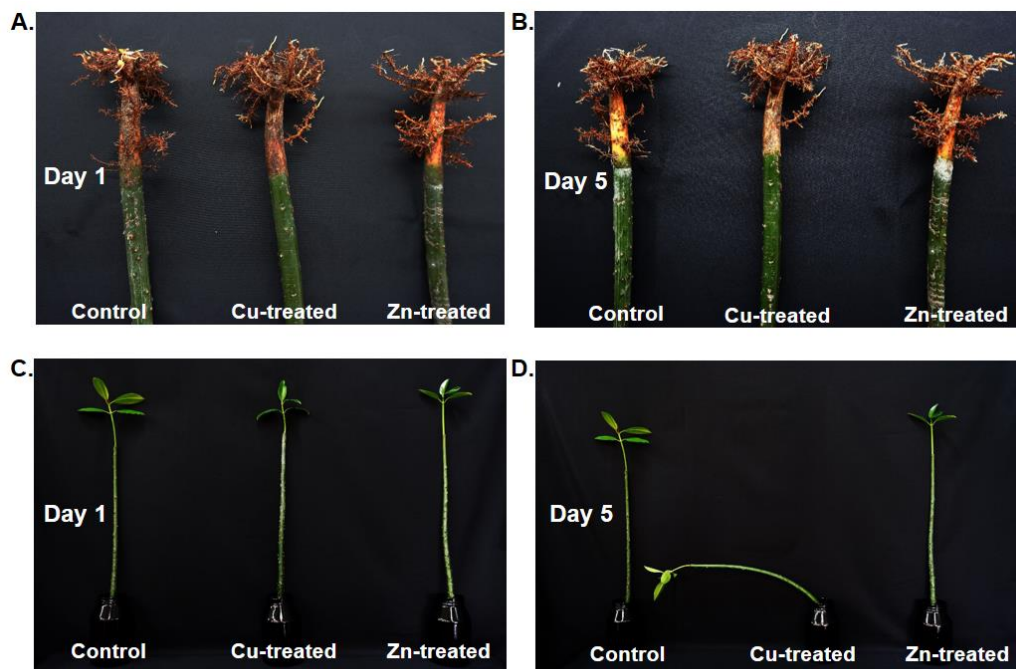 A.
Day 1
Control
Cu-treated
Zn-treated
B.
Day 5
Control
Cu-treated
Zn-treated
C.
Day 1
Control
Cu-treated
Zn-treated
D.
Day 5
Control
Cu-treated
Zn-treated